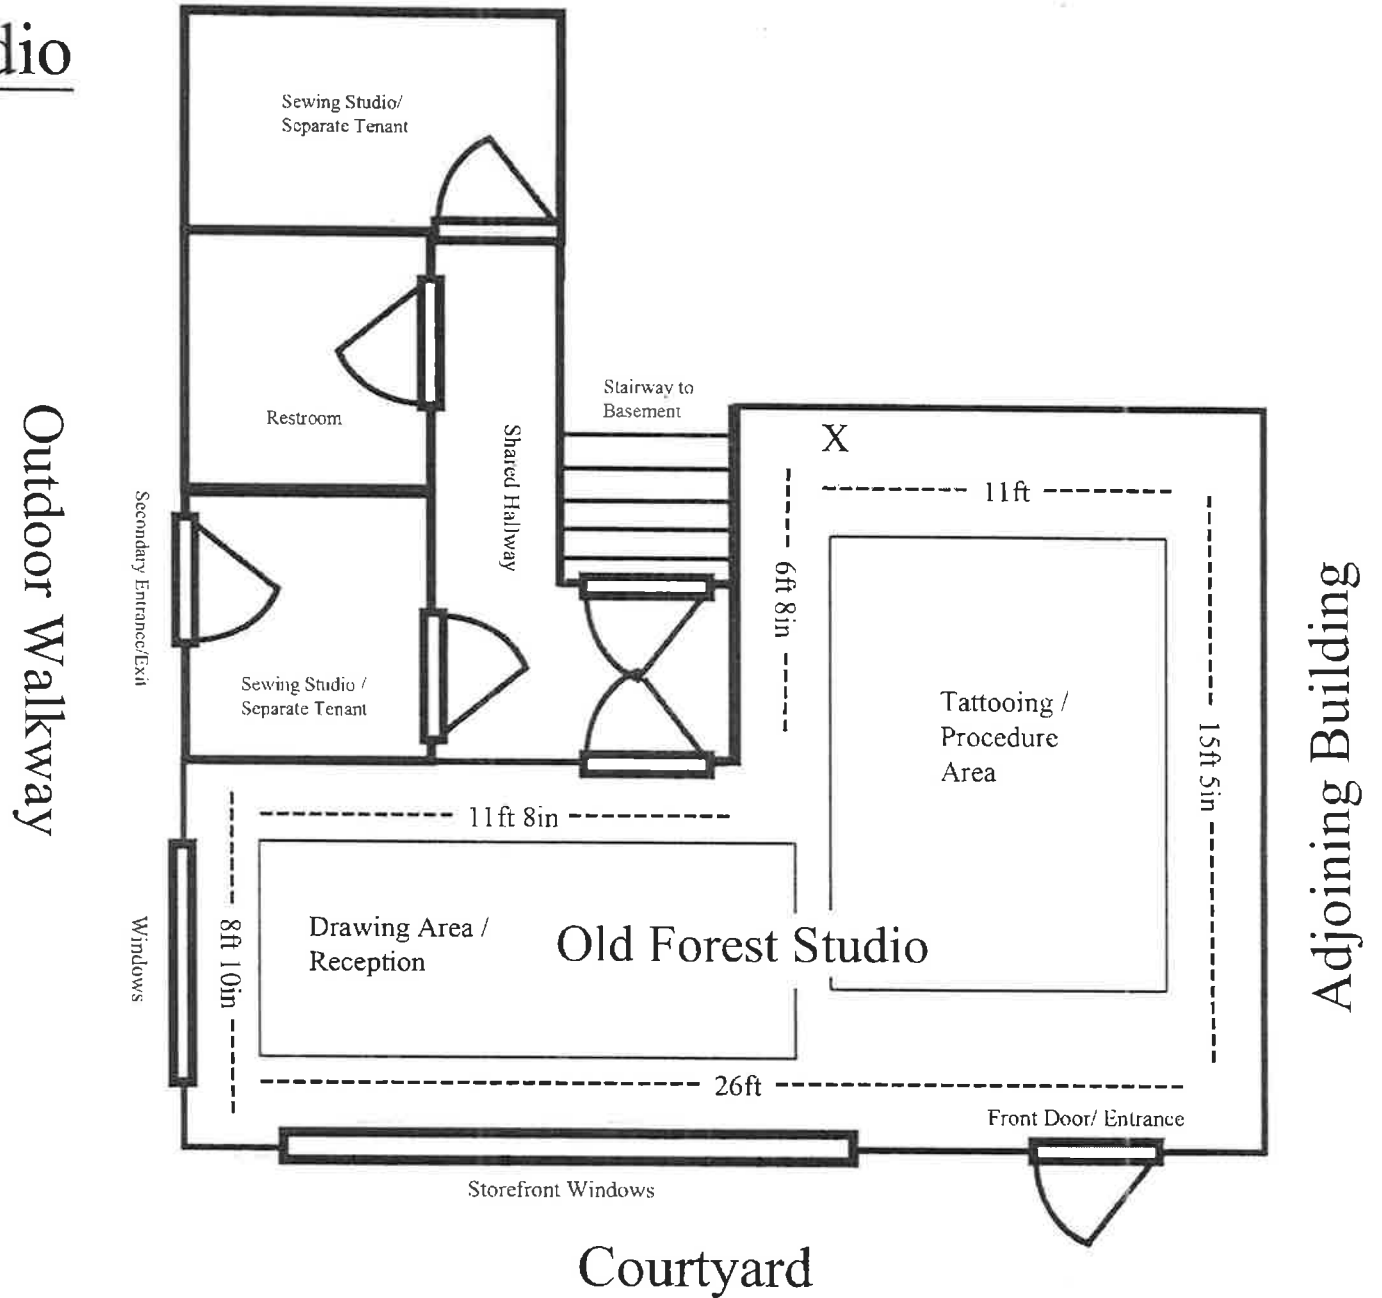 dio
Sewing Studio/
Separate Tenant
Restroom
Shared Hallway
Stairway to
Basement
X
11ft
6ft 8in
15ft 5in
Secondary Entrance/Exit
Outdoor Walkway
Sewing Studio /
Separate Tenant
Tattooing /
Procedure
Area
Adjoining Building
11ft 8in
8ft 10in
Windows
Drawing Area /
Reception
Old Forest Studio
26ft
Front Door/ Entrance
Storefront Windows
Courtyard